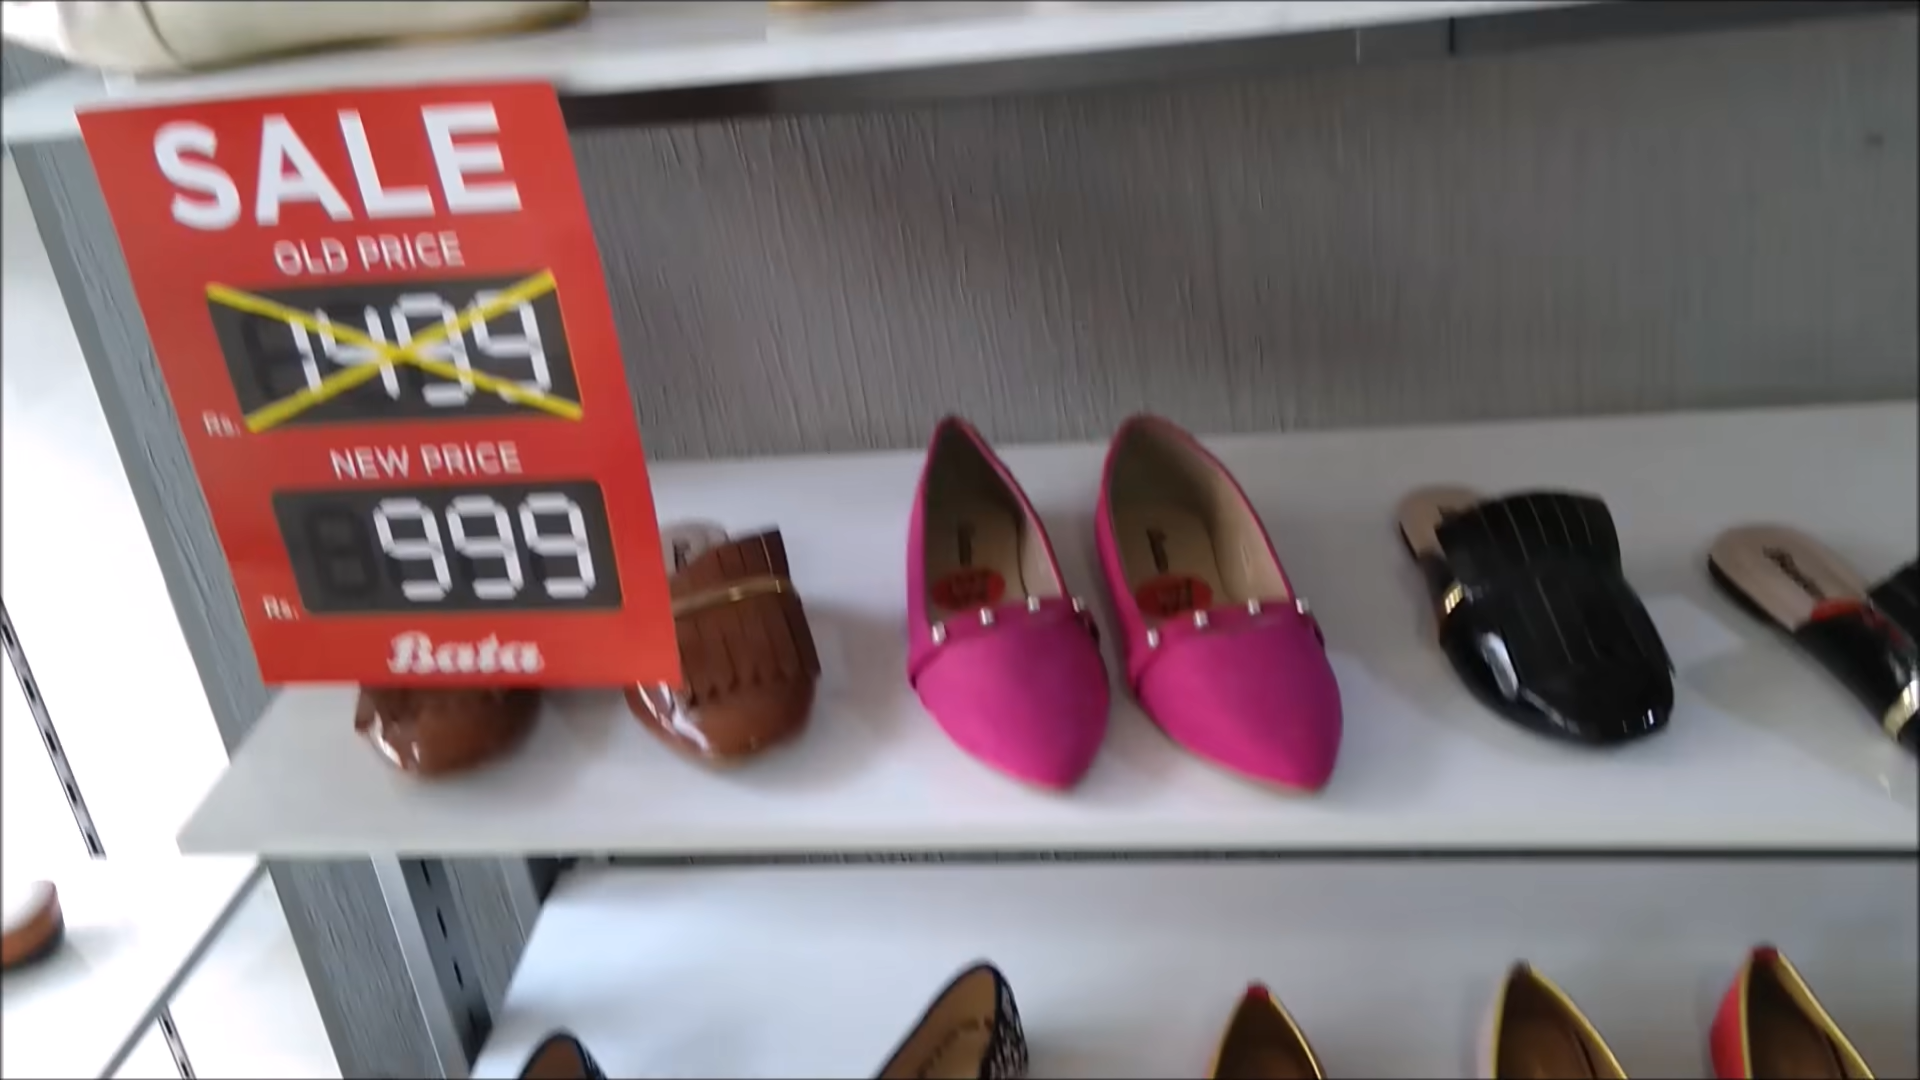 SALE
OLD PRICE
Rs. 1499
NEW PRICE
Rs. 999
Bata